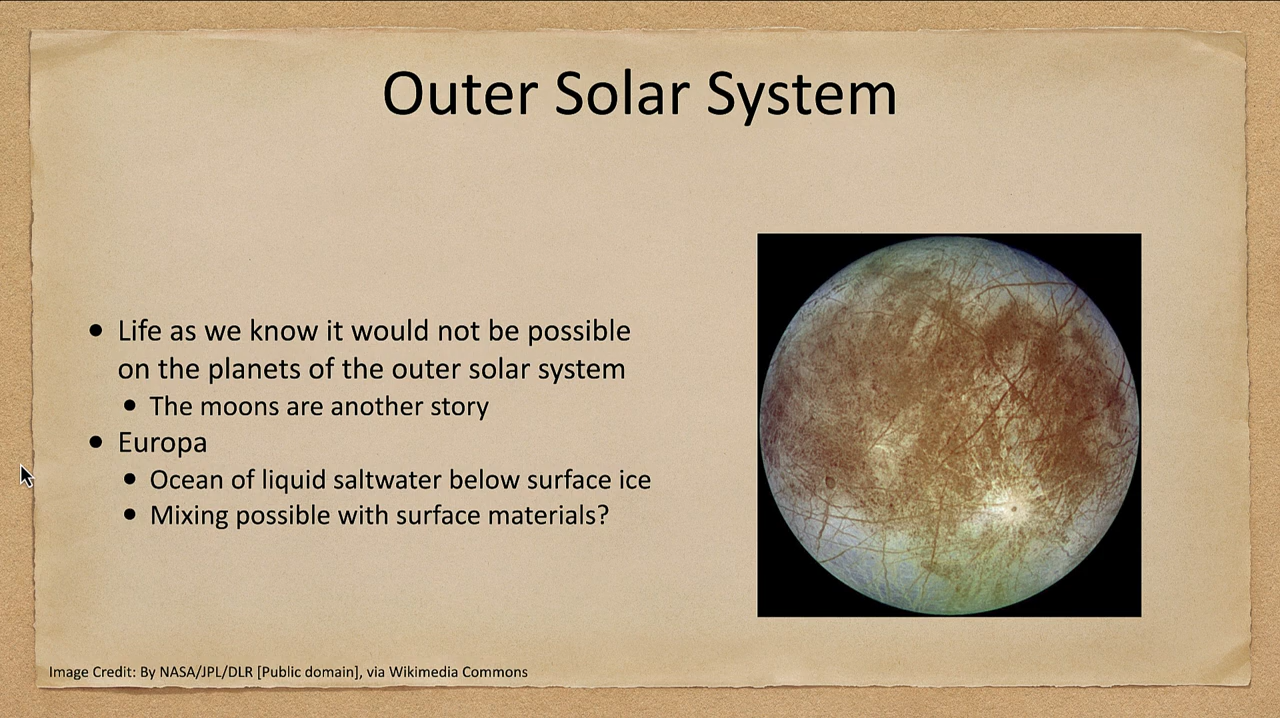 Outer Solar System
• Life as we know it would not be possible
on the planets of the outer solar system
• The moons are another story
• Europa
• Ocean of liquid saltwater below surface ice
• Mixing possible with surface materials?
Image Credit: By NASA/JPL/DLR [Public domain], via Wikimedia Commons